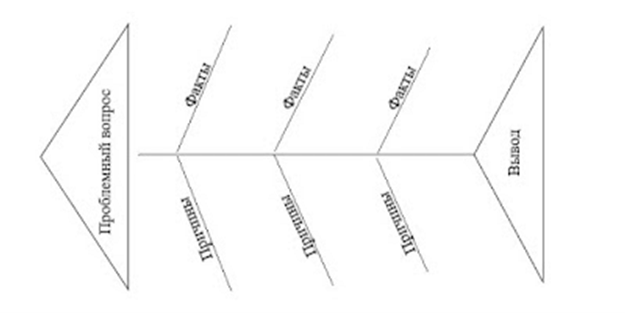 Проблемный вопрос
Факты
Факты
Факты
Причины
Причины
Причины
Вывод